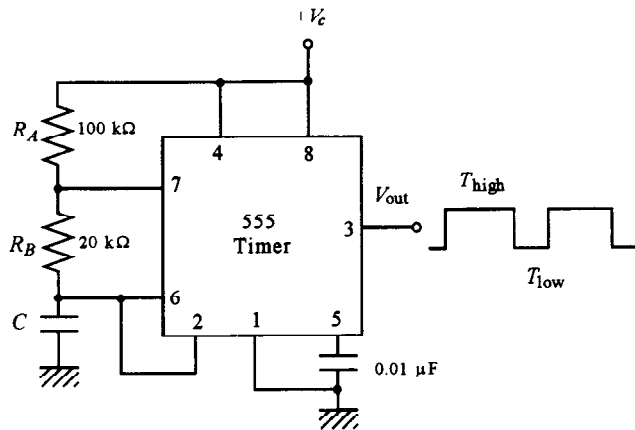 +V_c
R_A 100 kΩ
4 8
7
V_out
T_high
555
Timer
3
R_B 20 kΩ
T_low
6
C
2 1 5
0.01 µF